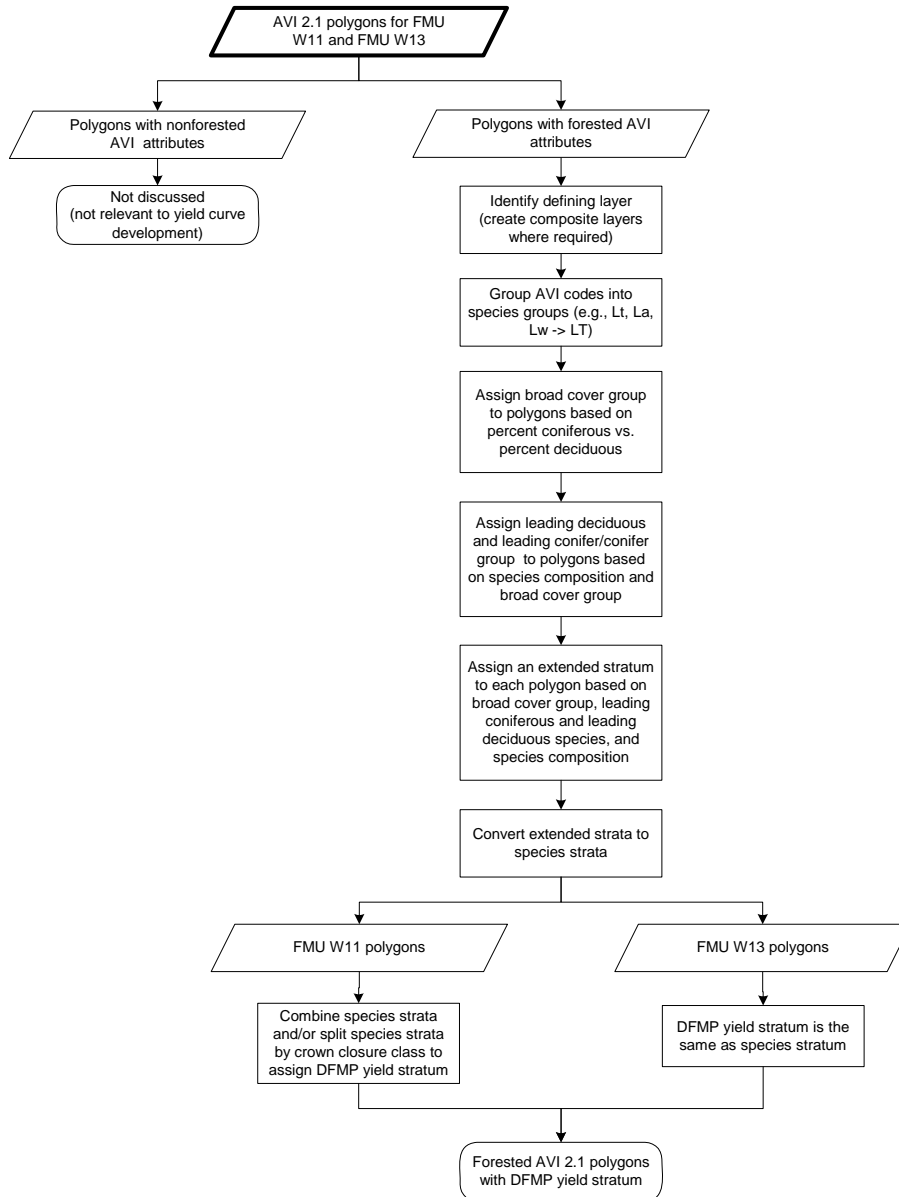 AVI 2.1 polygons for FMU
W11 and FMU W13
Polygons with nonforested
AVI attributes
Polygons with forested AVI
attributes
Not discussed
(not relevant to yield curve
development)
Identify defining layer
(create composite layers
where required)
Group AVI codes into
species groups (e.g., Lt, La,
Lw -> LT)
Assign broad cover group
to polygons based on
percent coniferous vs.
percent deciduous
Assign leading deciduous
and leading conifer/conifer
group to polygons based
on species composition and
broad cover group
Assign an extended stratum
to each polygon based on
broad cover group, leading
coniferous and leading
deciduous species, and
species composition
Convert extended strata to
species strata
FMU W11 polygons
FMU W13 polygons
Combine species strata
and/or split species strata
by crown closure class to
assign DFMP yield stratum
DFMP yield stratum is the
same as species stratum
Forested AVI 2.1 polygons
with DFMP yield stratum